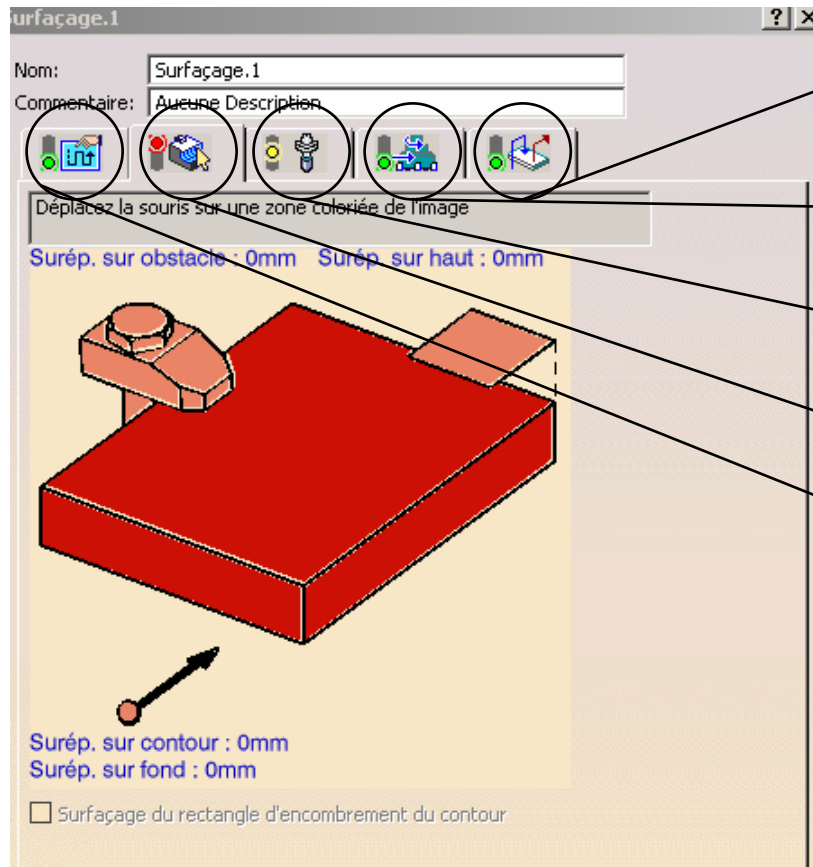 Surfaçage.1
Nom: Surfaçage.1
Commentaire: Aucune Description
Déplacez la souris sur une zone coloriée de l'image
Surép. sur obstacle : 0mm Surép. sur haut : 0mm
Surép. sur contour : 0mm
Surép. sur fond : 0mm
Surfaçage du rectangle d'encombrement du contour